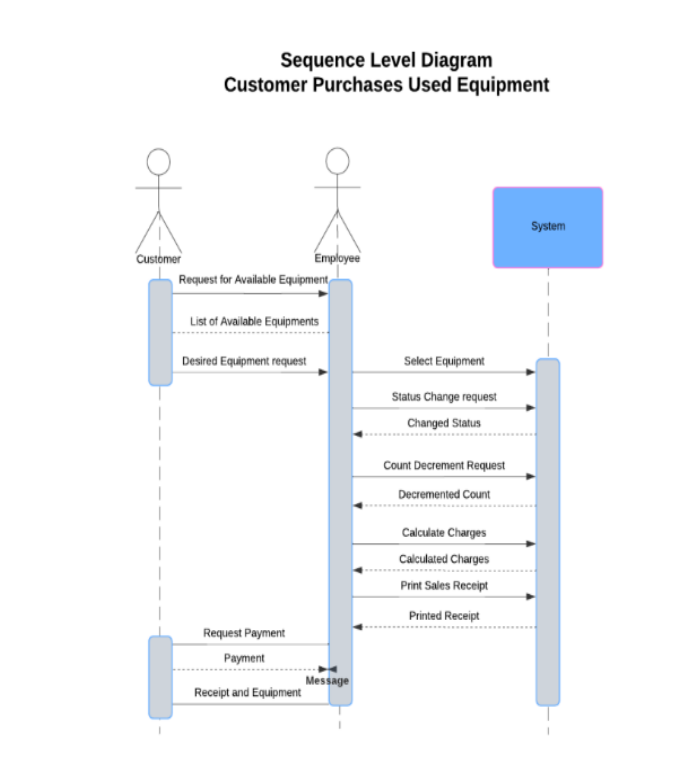 Sequence Level Diagram
Customer Purchases Used Equipment
System
Customer
Employee
Request for Available Equipment
List of Available Equipments
Desired Equipment request
Select Equipment
Status Change request
Changed Status
Count Decrement Request
Decremented Count
Calculate Charges
Calculated Charges
Print Sales Receipt
Printed Receipt
Request Payment
Payment
Message
Receipt and Equipment